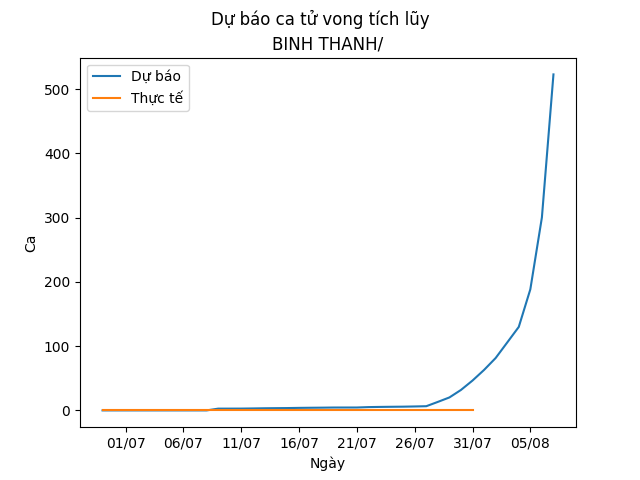 Dự báo ca tử vong tích lũy
BINH THANH/
Dự báo
Thực tế
500
400
300
200
100
0
Ca
01/07 06/07 11/07 16/07 21/07 26/07 31/07 05/08
Ngày